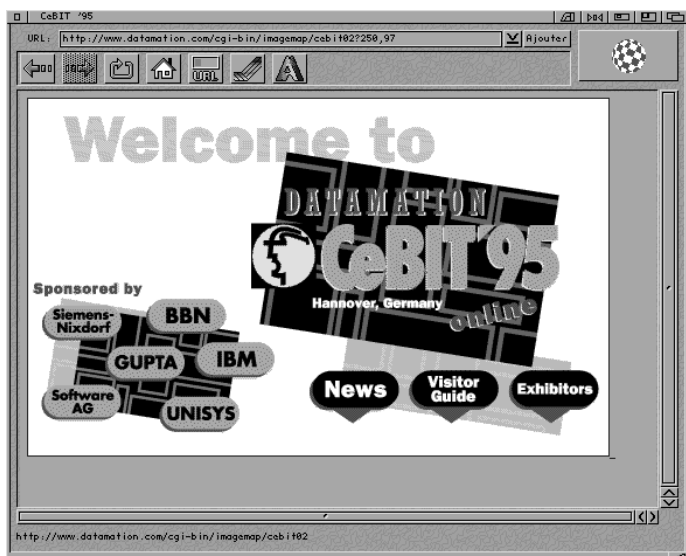 CeBIT '95
URL: http://www.datamation.com/cgi-bin/imagemap/cebit02?250,97
Ajouter
URL
A
Welcome to
DATAMATION
CeBIT'95
Hannover, Germany
online
Sponsored by
Siemens-
Nixdorf
BBN
GUPTA
IBM
Software
AG
UNISYS
News
Visitor
Guide
Exhibitors
http://www.datamation.com/cgi-bin/imagemap/cebit02